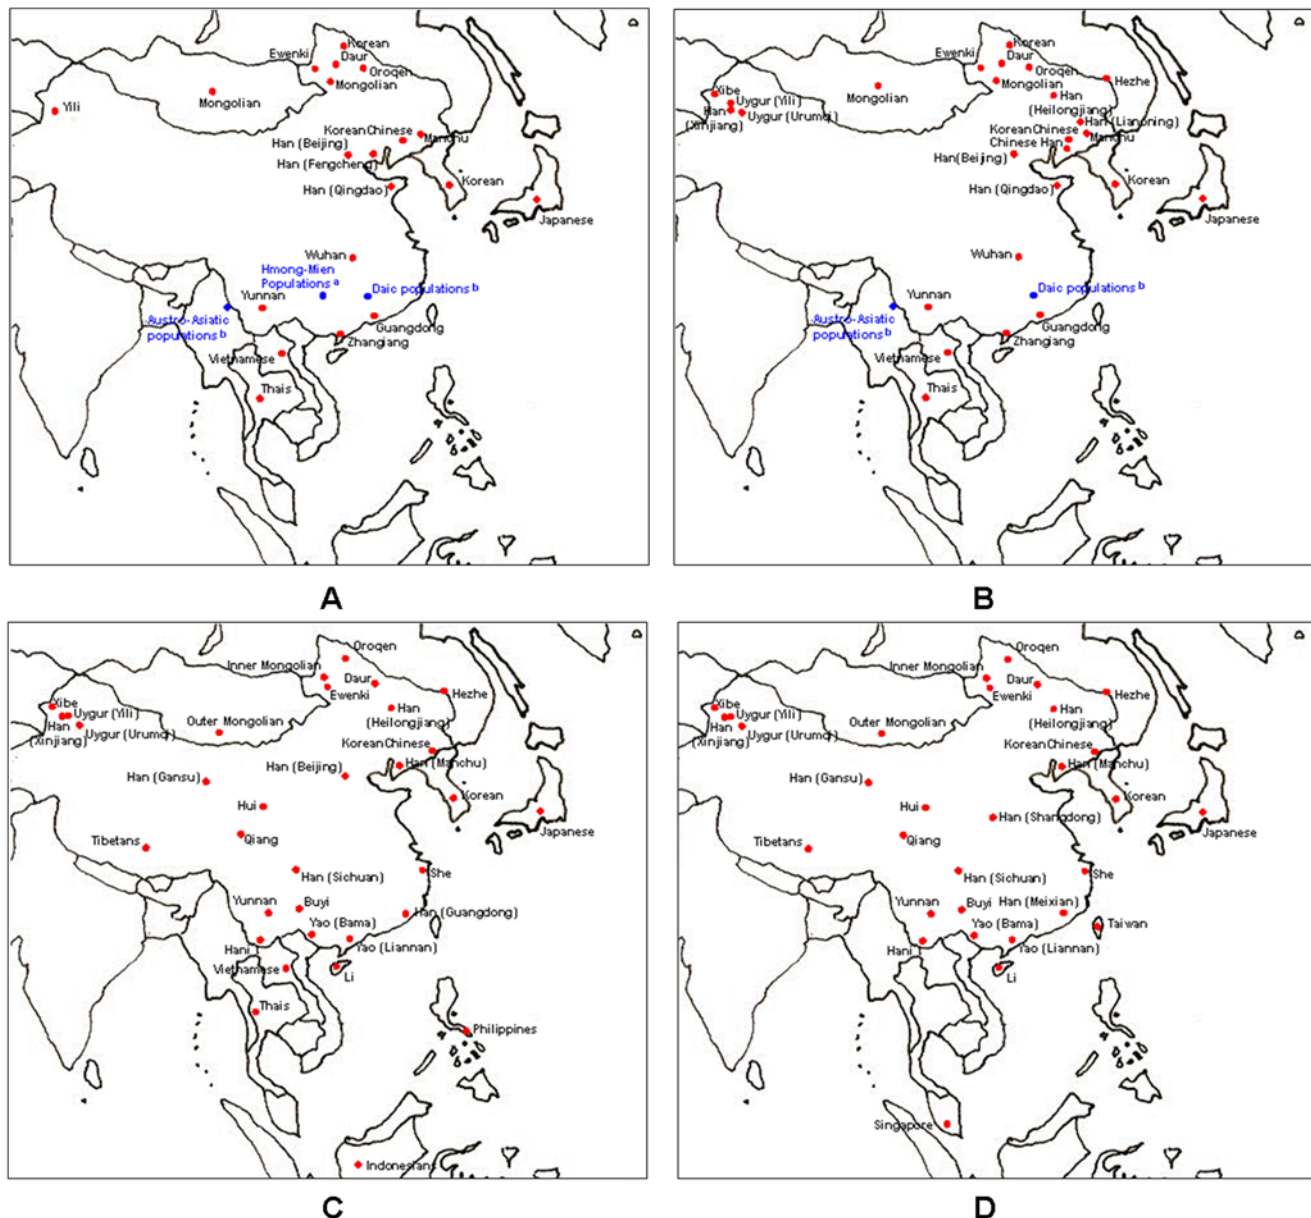 Korean
Ewenki
Daur
Oroqen
Mongolian
Mongolian
Yili
Korean Chinese
Manchu
Han (Beijing)
Han (Fengcheng)
Han (Qingdao)
Korean
Japanese
Wuhan
Hmong-Mien
Populations a
Daic populations b
Yunnan
Austro-Asiatic
populations b
Guangdong
Zhangjiang
Vietnamese
Thais
A
Korean
Ewenki
Daur
Oroqen
Hezhe
Mongolian
Mongolian
Xibe
Uygur (Yili)
Han
(Xinjiang)
Uygur (Urumqi)
Han
(Heilongjiang)
Han (Lianoning)
Korean Chinese
Manchu
Chinese Han
Han(Beijing)
Han (Qingdao)
Korean
Japanese
Wuhan
Daic populations b
Yunnan
Austro-Asiatic
populations b
Guangdong
Zhangjiang
Vietnamese
Thais
B
Oroqen
Inner Mongolian
Daur
Ewenki
Hezhe
Xibe
Uygur (Yili)
Han
(Xinjiang)
Uygur (Urumqi)
Outer Mongolian
Han
(Heilongjiang)
Korean Chinese
Han (Manchu)
Han (Beijing)
Han (Gansu)
Korean
Hui
Japanese
Qiang
Tibetans
Han (Sichuan)
She
Yunnan
Buyi
Han (Guangdong)
Yao (Bama)
Hani
Yao (Liannan)
Vietnamese
Li
Thais
Philippines
Indonesians
C
Oroqen
Inner Mongolian
Daur
Ewenki
Hezhe
Xibe
Uygur (Yili)
Han
(Xinjiang)
Uygur (Urumqi)
Outer Mongolian
Han
(Heilongjiang)
Korean Chinese
Han (Manchu)
Han (Gansu)
Korean
Hui
Han (Shangdong)
Japanese
Qiang
Tibetans
Han (Sichuan)
She
Yunnan
Buyi
Han (Meixian)
Yao (Bama)
Taiwan
Hani
Yao (Liannan)
Li
Singapore
D